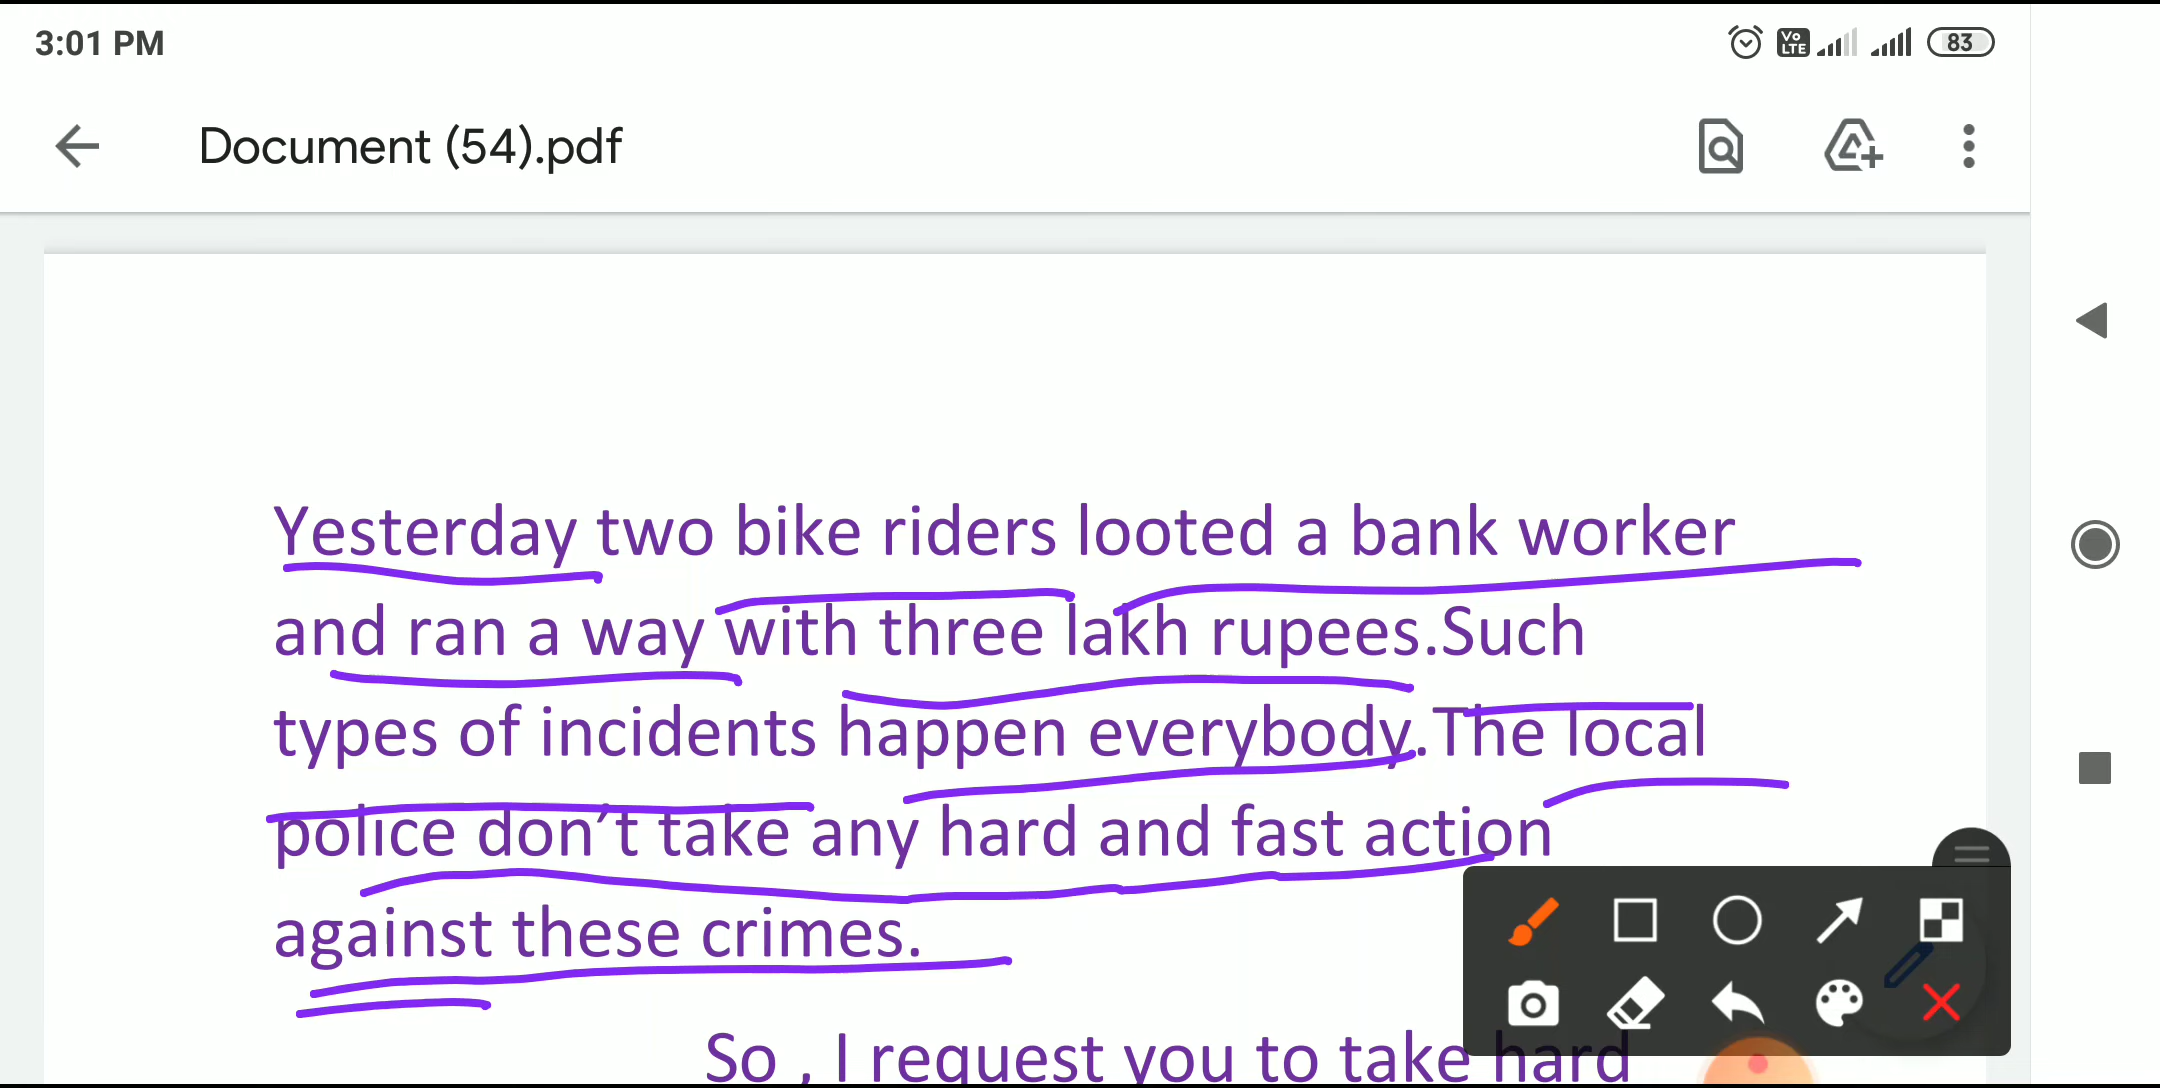 3:01 PM
Vo LTE
83
Document (54).pdf
Yesterday two bike riders looted a bank worker
and ran a way with three lakh rupees.Such
types of incidents happen everybody.The local
police don’t take any hard and fast action
against these crimes.
So , I request you to take hard